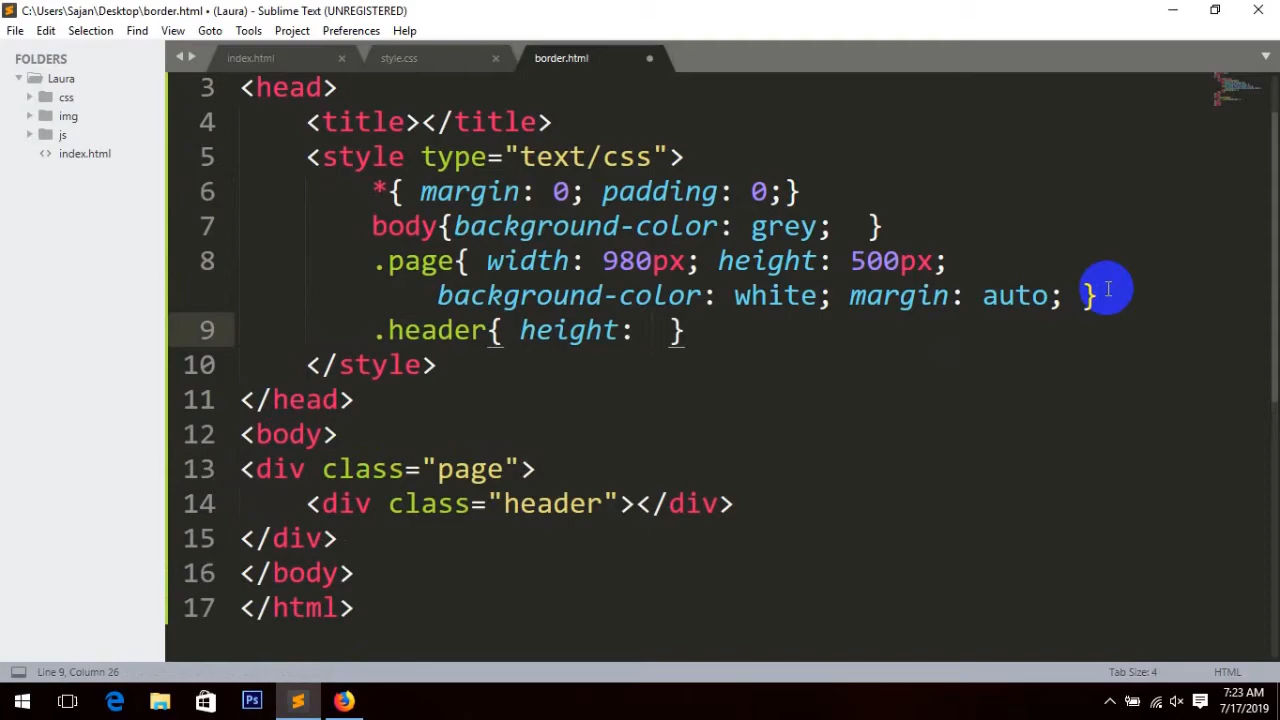 C:\Users\Sajan\Desktop\border.html • (Laura) - Sublime Text (UNREGISTERED)
File Edit Selection Find View Goto Tools Project Preferences Help
FOLDERS
Laura
css
img
js
index.html
index.html style.css border.html
3 <head>
4 <title></title>
5 <style type="text/css">
6 *{ margin: 0; padding: 0;}
7 body{background-color: grey;  }
8 .page{ width: 980px; height: 500px;
background-color: white; margin: auto; }
9 .header{ height:  }
10 </style>
11 </head>
12 <body>
13 <div class="page">
14 <div class="header"></div>
15 </div>
16 </body>
17 </html>
Line 9, Column 26
Tab Size: 4
HTML
Ps
7:23 AM
7/17/2019